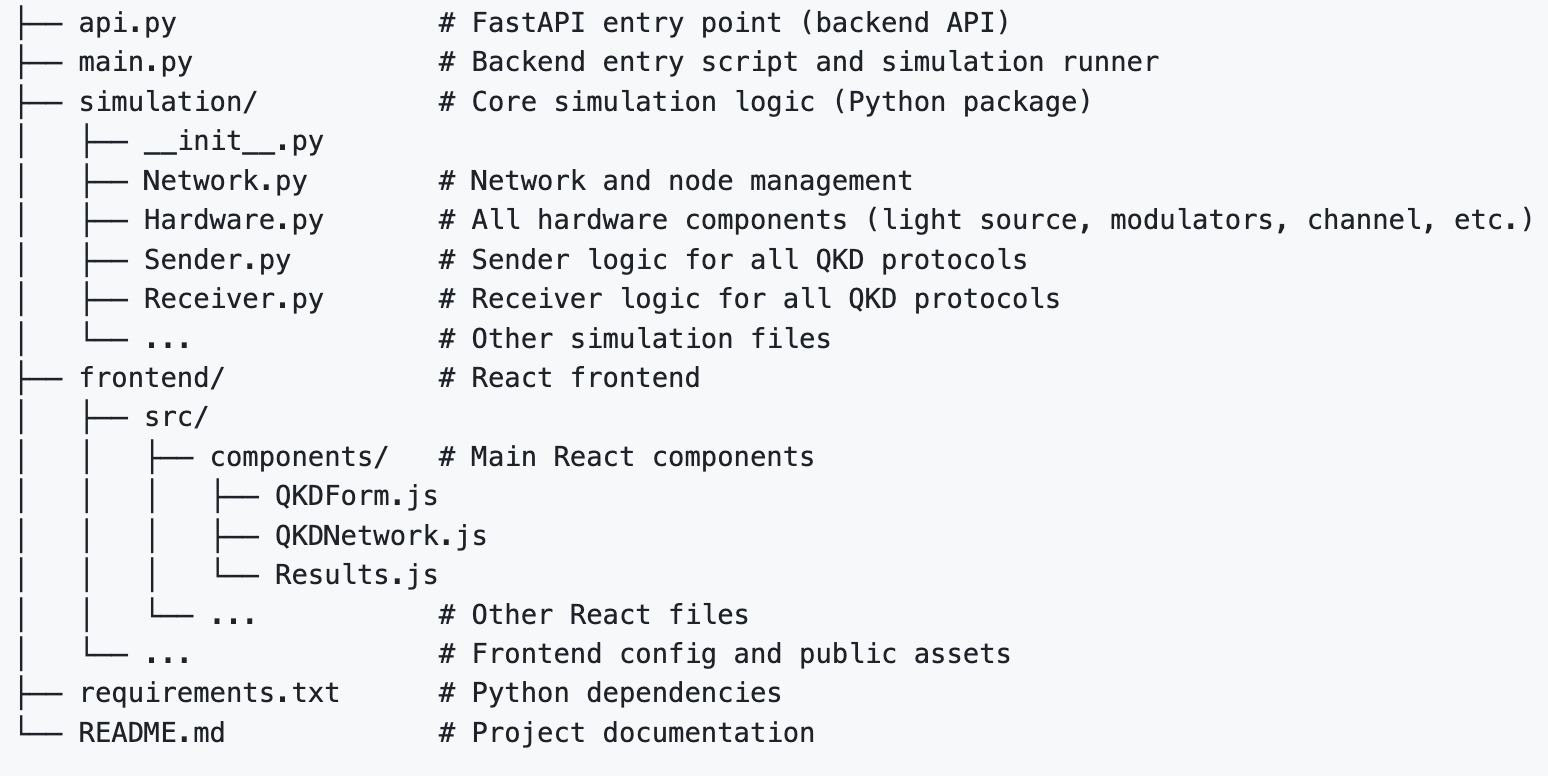 ├── api.py                # FastAPI entry point (backend API)
├── main.py               # Backend entry script and simulation runner
├── simulation/           # Core simulation logic (Python package)
│   ├── __init__.py
│   ├── Network.py        # Network and node management
│   ├── Hardware.py       # All hardware components (light source, modulators, channel, etc.)
│   ├── Sender.py         # Sender logic for all QKD protocols
│   ├── Receiver.py       # Receiver logic for all QKD protocols
│   └── ...               # Other simulation files
├── frontend/             # React frontend
│   ├── src/
│   │   ├── components/   # Main React components
│   │   │   ├── QKDForm.js
│   │   │   ├── QKDNetwork.js
│   │   │   └── Results.js
│   │   └── ...           # Other React files
│   └── ...               # Frontend config and public assets
├── requirements.txt      # Python dependencies
└── README.md             # Project documentation